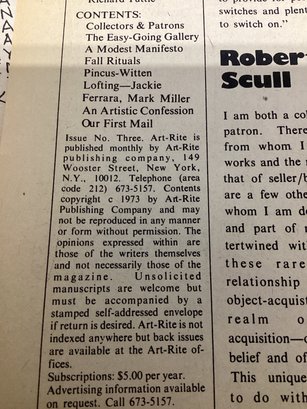 Richard Tuttle
CONTENTS:
Collectors & Patrons
The Easy-Going Gallery
A Modest Manifesto
Fall Rituals
Pincus-Witten
Lofting—Jackie
Ferrara, Mark Miller
An Artistic Confession
Our First Mail
Issue No. Three. Art-Rite is
published monthly by Art-Rite
publishing company, 149
Wooster Street, New York,
N.Y., 10012. Telephone (area
code 212) 673-5157. Contents
copyright c 1973 by Art-Rite
Publishing Company and may
not be reproduced in any manner
or form without permission. The
opinions expressed within are
those of the writers themselves
and not necessarily those of the
magazine. Unsolicited
manuscripts are welcome but
must be accompanied by a
stamped self-addressed envelope
if return is desired. Art-Rite is not
indexed anywhere but back issues
are available at the Art-Rite of-
fices.
Subscriptions: $5.00 per year.
Advertising information available
on request. Call 673-5157.
switches and plent
to switch on."
Rober
Scull
I am both a col
patron. There
from whom I
works and the s
that of seller/b
are a few othe
whom I am d
and part of
tertwined with
these rare
relationship
object-acquisit
realm o
acquisition—c
belief and of
This unique
to do with